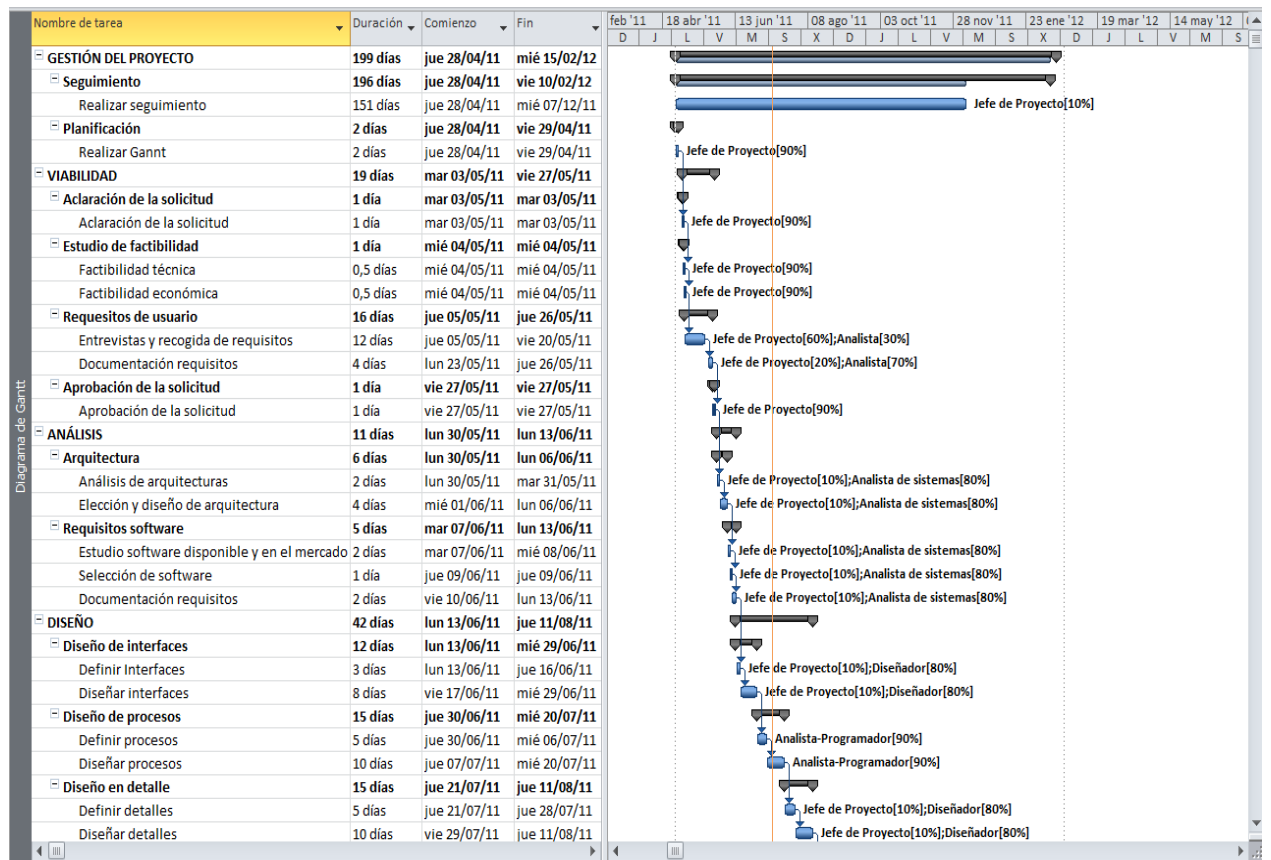 Nombre de tarea Duración Comienzo Fin feb '11 18 abr '11 13 jun '11 08 ago '11 03 oct '11 28 nov '11 23 ene '12 19 mar '12 14 may '12
D J L V M S X D J L V M S X D J L V M S
GESTIÓN DEL PROYECTO 199 días jue 28/04/11 mié 15/02/12
Seguimiento 196 días jue 28/04/11 vie 10/02/12
Realizar seguimiento 151 días jue 28/04/11 mié 07/12/11 Jefe de Proyecto[10%]
Planificación 2 días jue 28/04/11 vie 29/04/11
Realizar Gannt 2 días jue 28/04/11 vie 29/04/11 Jefe de Proyecto[90%]
VIABILIDAD 19 días mar 03/05/11 vie 27/05/11
Aclaración de la solicitud 1 día mar 03/05/11 mar 03/05/11
Aclaración de la solicitud 1 día mar 03/05/11 mar 03/05/11 Jefe de Proyecto[90%]
Estudio de factibilidad 1 día mié 04/05/11 mié 04/05/11
Factibilidad técnica 0,5 días mié 04/05/11 mié 04/05/11 Jefe de Proyecto[90%]
Factibilidad económica 0,5 días mié 04/05/11 mié 04/05/11 Jefe de Proyecto[90%]
Requesitos de usuario 16 días jue 05/05/11 jue 26/05/11
Entrevistas y recogida de requisitos 12 días jue 05/05/11 vie 20/05/11 Jefe de Proyecto[60%];Analista[30%]
Documentación requisitos 4 días lun 23/05/11 jue 26/05/11 Jefe de Proyecto[20%];Analista[70%]
Aprobación de la solicitud 1 día vie 27/05/11 vie 27/05/11
Aprobación de la solicitud 1 día vie 27/05/11 vie 27/05/11 Jefe de Proyecto[90%]
ANÁLISIS 11 días lun 30/05/11 lun 13/06/11
Arquitectura 6 días lun 30/05/11 lun 06/06/11
Análisis de arquitecturas 2 días lun 30/05/11 mar 31/05/11 Jefe de Proyecto[10%];Analista de sistemas[80%]
Elección y diseño de arquitectura 4 días mié 01/06/11 lun 06/06/11 Jefe de Proyecto[10%];Analista de sistemas[80%]
Requisitos software 5 días mar 07/06/11 lun 13/06/11
Estudio software disponible y en el mercado 2 días mar 07/06/11 mié 08/06/11 Jefe de Proyecto[10%];Analista de sistemas[80%]
Selección de software 1 día jue 09/06/11 jue 09/06/11 Jefe de Proyecto[10%];Analista de sistemas[80%]
Documentación requisitos 2 días vie 10/06/11 lun 13/06/11 Jefe de Proyecto[10%];Analista de sistemas[80%]
DISEÑO 42 días lun 13/06/11 jue 11/08/11
Diseño de interfaces 12 días lun 13/06/11 mié 29/06/11
Definir Interfaces 3 días lun 13/06/11 jue 16/06/11 Jefe de Proyecto[10%];Diseñador[80%]
Diseñar interfaces 8 días vie 17/06/11 mié 29/06/11 Jefe de Proyecto[10%];Diseñador[80%]
Diseño de procesos 15 días jue 30/06/11 mié 20/07/11
Definir procesos 5 días jue 30/06/11 mié 06/07/11 Analista-Programador[90%]
Diseñar procesos 10 días jue 07/07/11 mié 20/07/11 Analista-Programador[90%]
Diseño en detalle 15 días jue 21/07/11 jue 11/08/11
Definir detalles 5 días jue 21/07/11 jue 28/07/11 Jefe de Proyecto[10%];Diseñador[80%]
Diseñar detalles 10 días vie 29/07/11 jue 11/08/11 Jefe de Proyecto[10%];Diseñador[80%]
Diagrama de Gantt